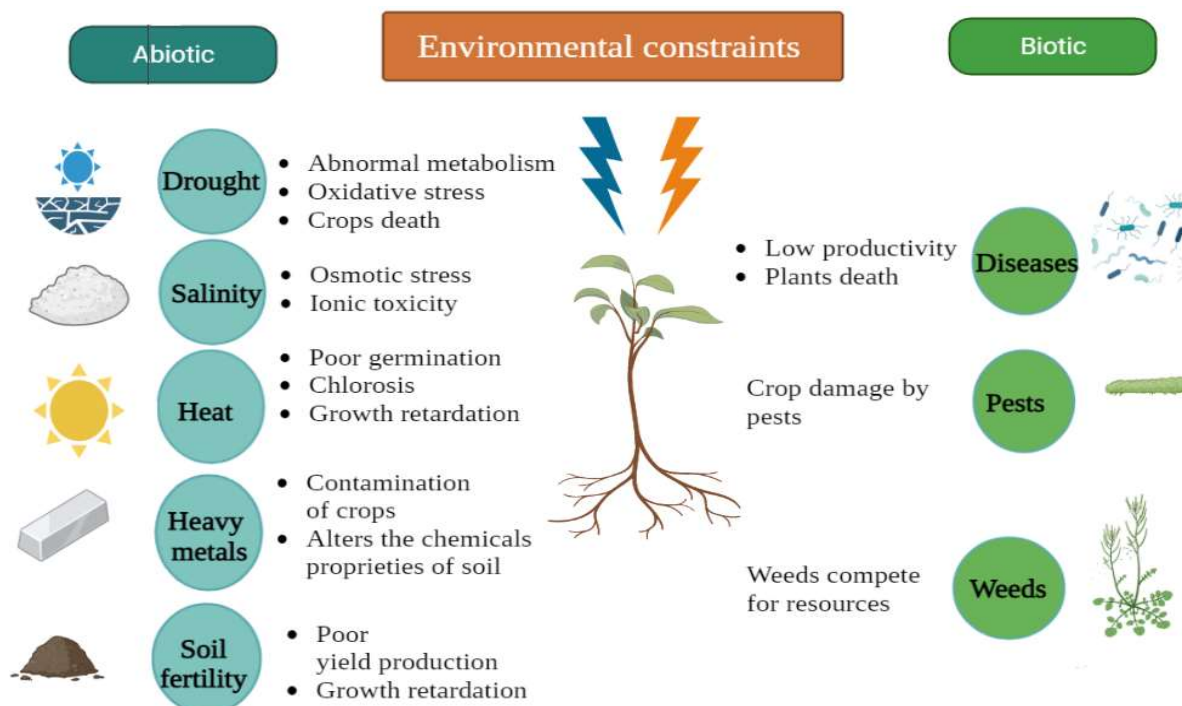 Abiotic
Environmental constraints
Biotic
Drought
• Abnormal metabolism
• Oxidative stress
• Crops death
Salinity
• Osmotic stress
• Ionic toxicity
Heat
• Poor germination
• Chlorosis
• Growth retardation
Heavy
metals
• Contamination
of crops
• Alters the chemicals
proprieties of soil
Soil
fertility
• Poor
yield production
• Growth retardation
• Low productivity
• Plants death
Diseases
Crop damage by
pests
Pests
Weeds compete
for resources
Weeds